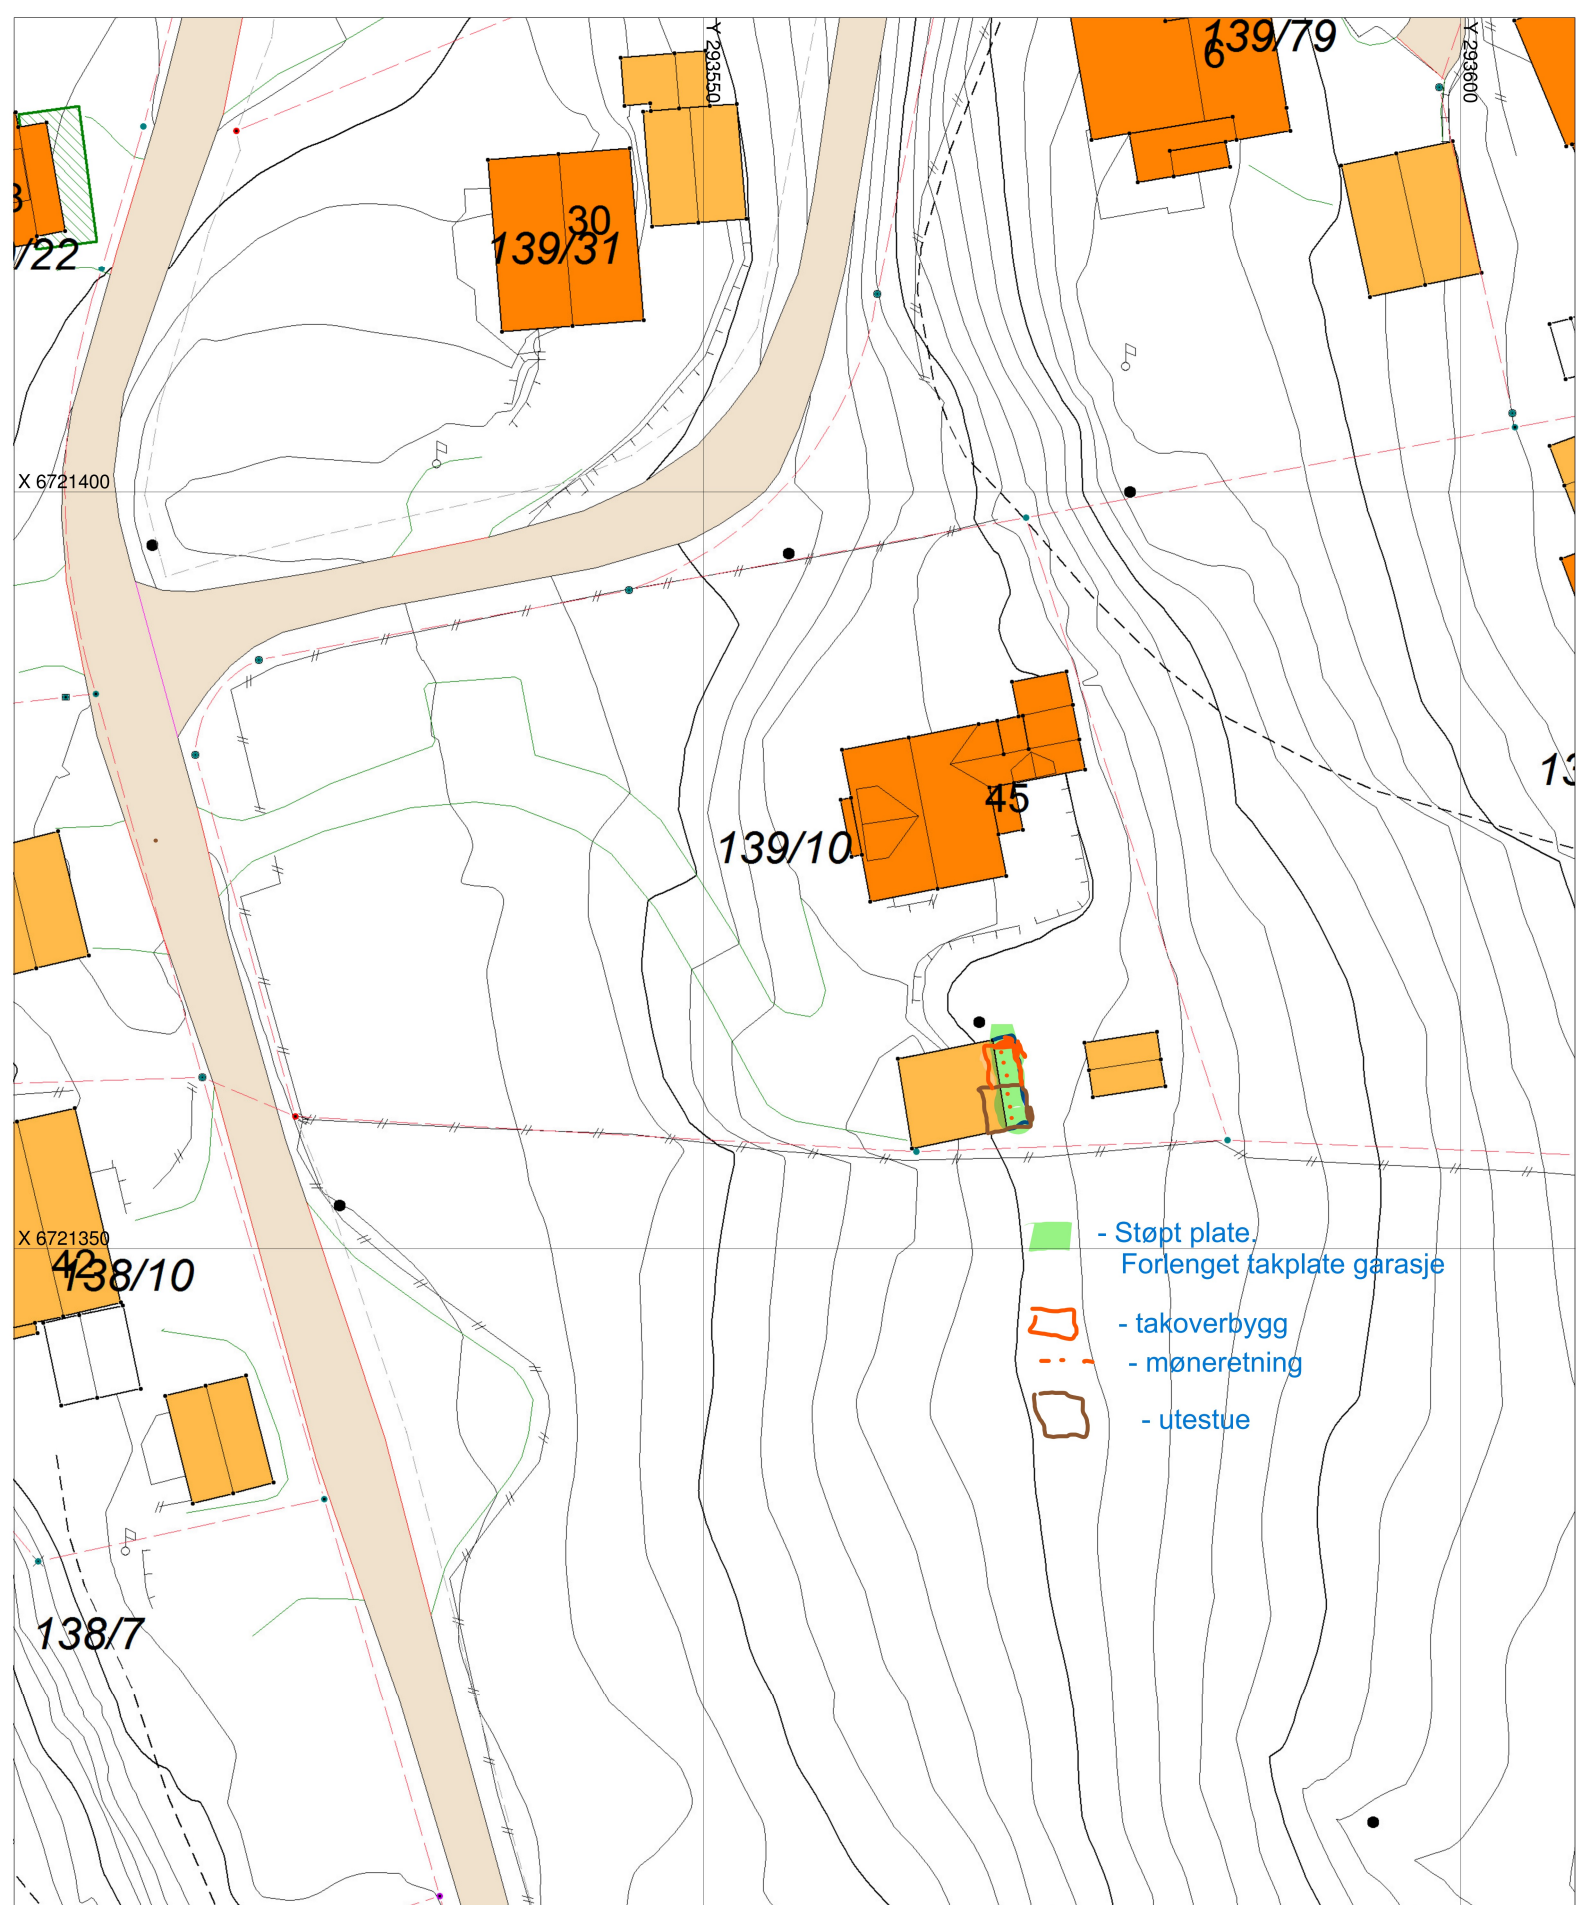 139/79
6
Y 293550
Y 293600
30
139/31
/22
X 6721400
13
45
139/10
X 6721350
42
138/10
- Støpt plate.
Forlenget takplate garasje
- takoverbygg
- møneretning
- utestue
138/7